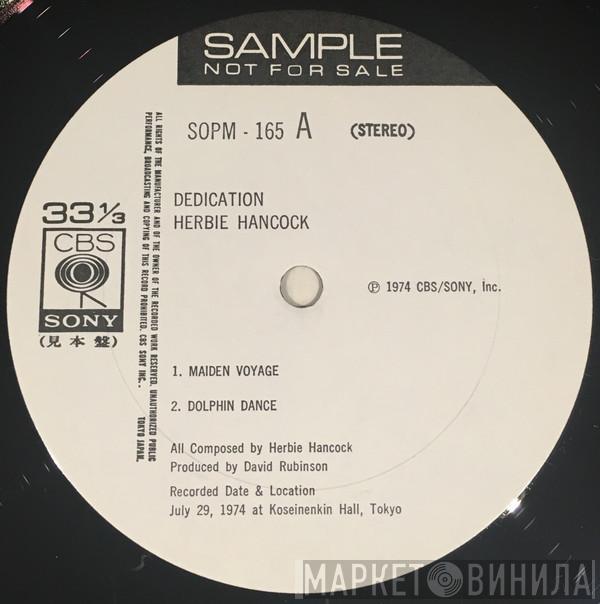 SAMPLE
NOT FOR SALE
SOPM - 165 A (STEREO)
DEDICATION
HERBIE HANCOCK
33 1/3
CBS
SONY
(見本盤)
ALL RIGHTS OF THE MANUFACTURER AND OF THE OWNER OF THE RECORDED WORK RESERVED. UNAUTHORIZED PUBLIC
PERFORMANCE, BROADCASTING AND COPYING OF THIS RECORD PROHIBITED. CBS SONY INC., TOKYO JAPAN.
℗ 1974 CBS/SONY, inc.
1. MAIDEN VOYAGE
2. DOLPHIN DANCE
All Composed by Herbie Hancock
Produced by David Rubinson
Recorded Date & Location
July 29, 1974 at Koseinenkin Hall, Tokyo
МАРКЕТ ВИНИЛА